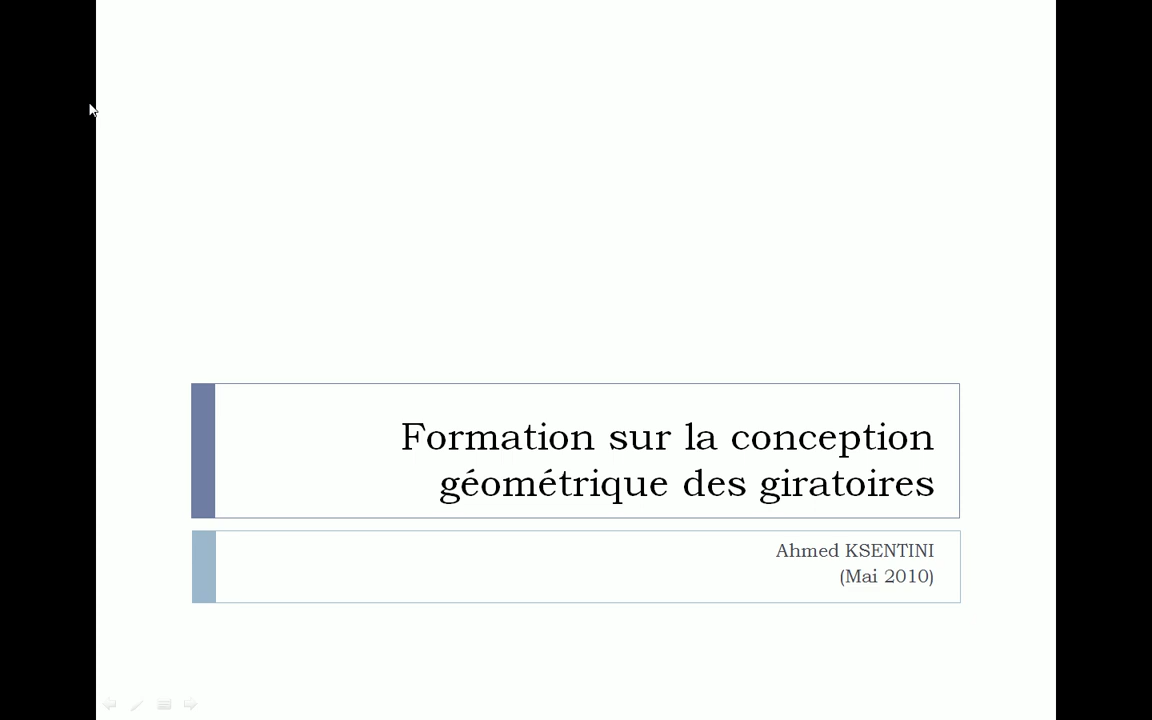 Formation sur la conception
géométrique des giratoires
Ahmed KSENTINI
(Mai 2010)